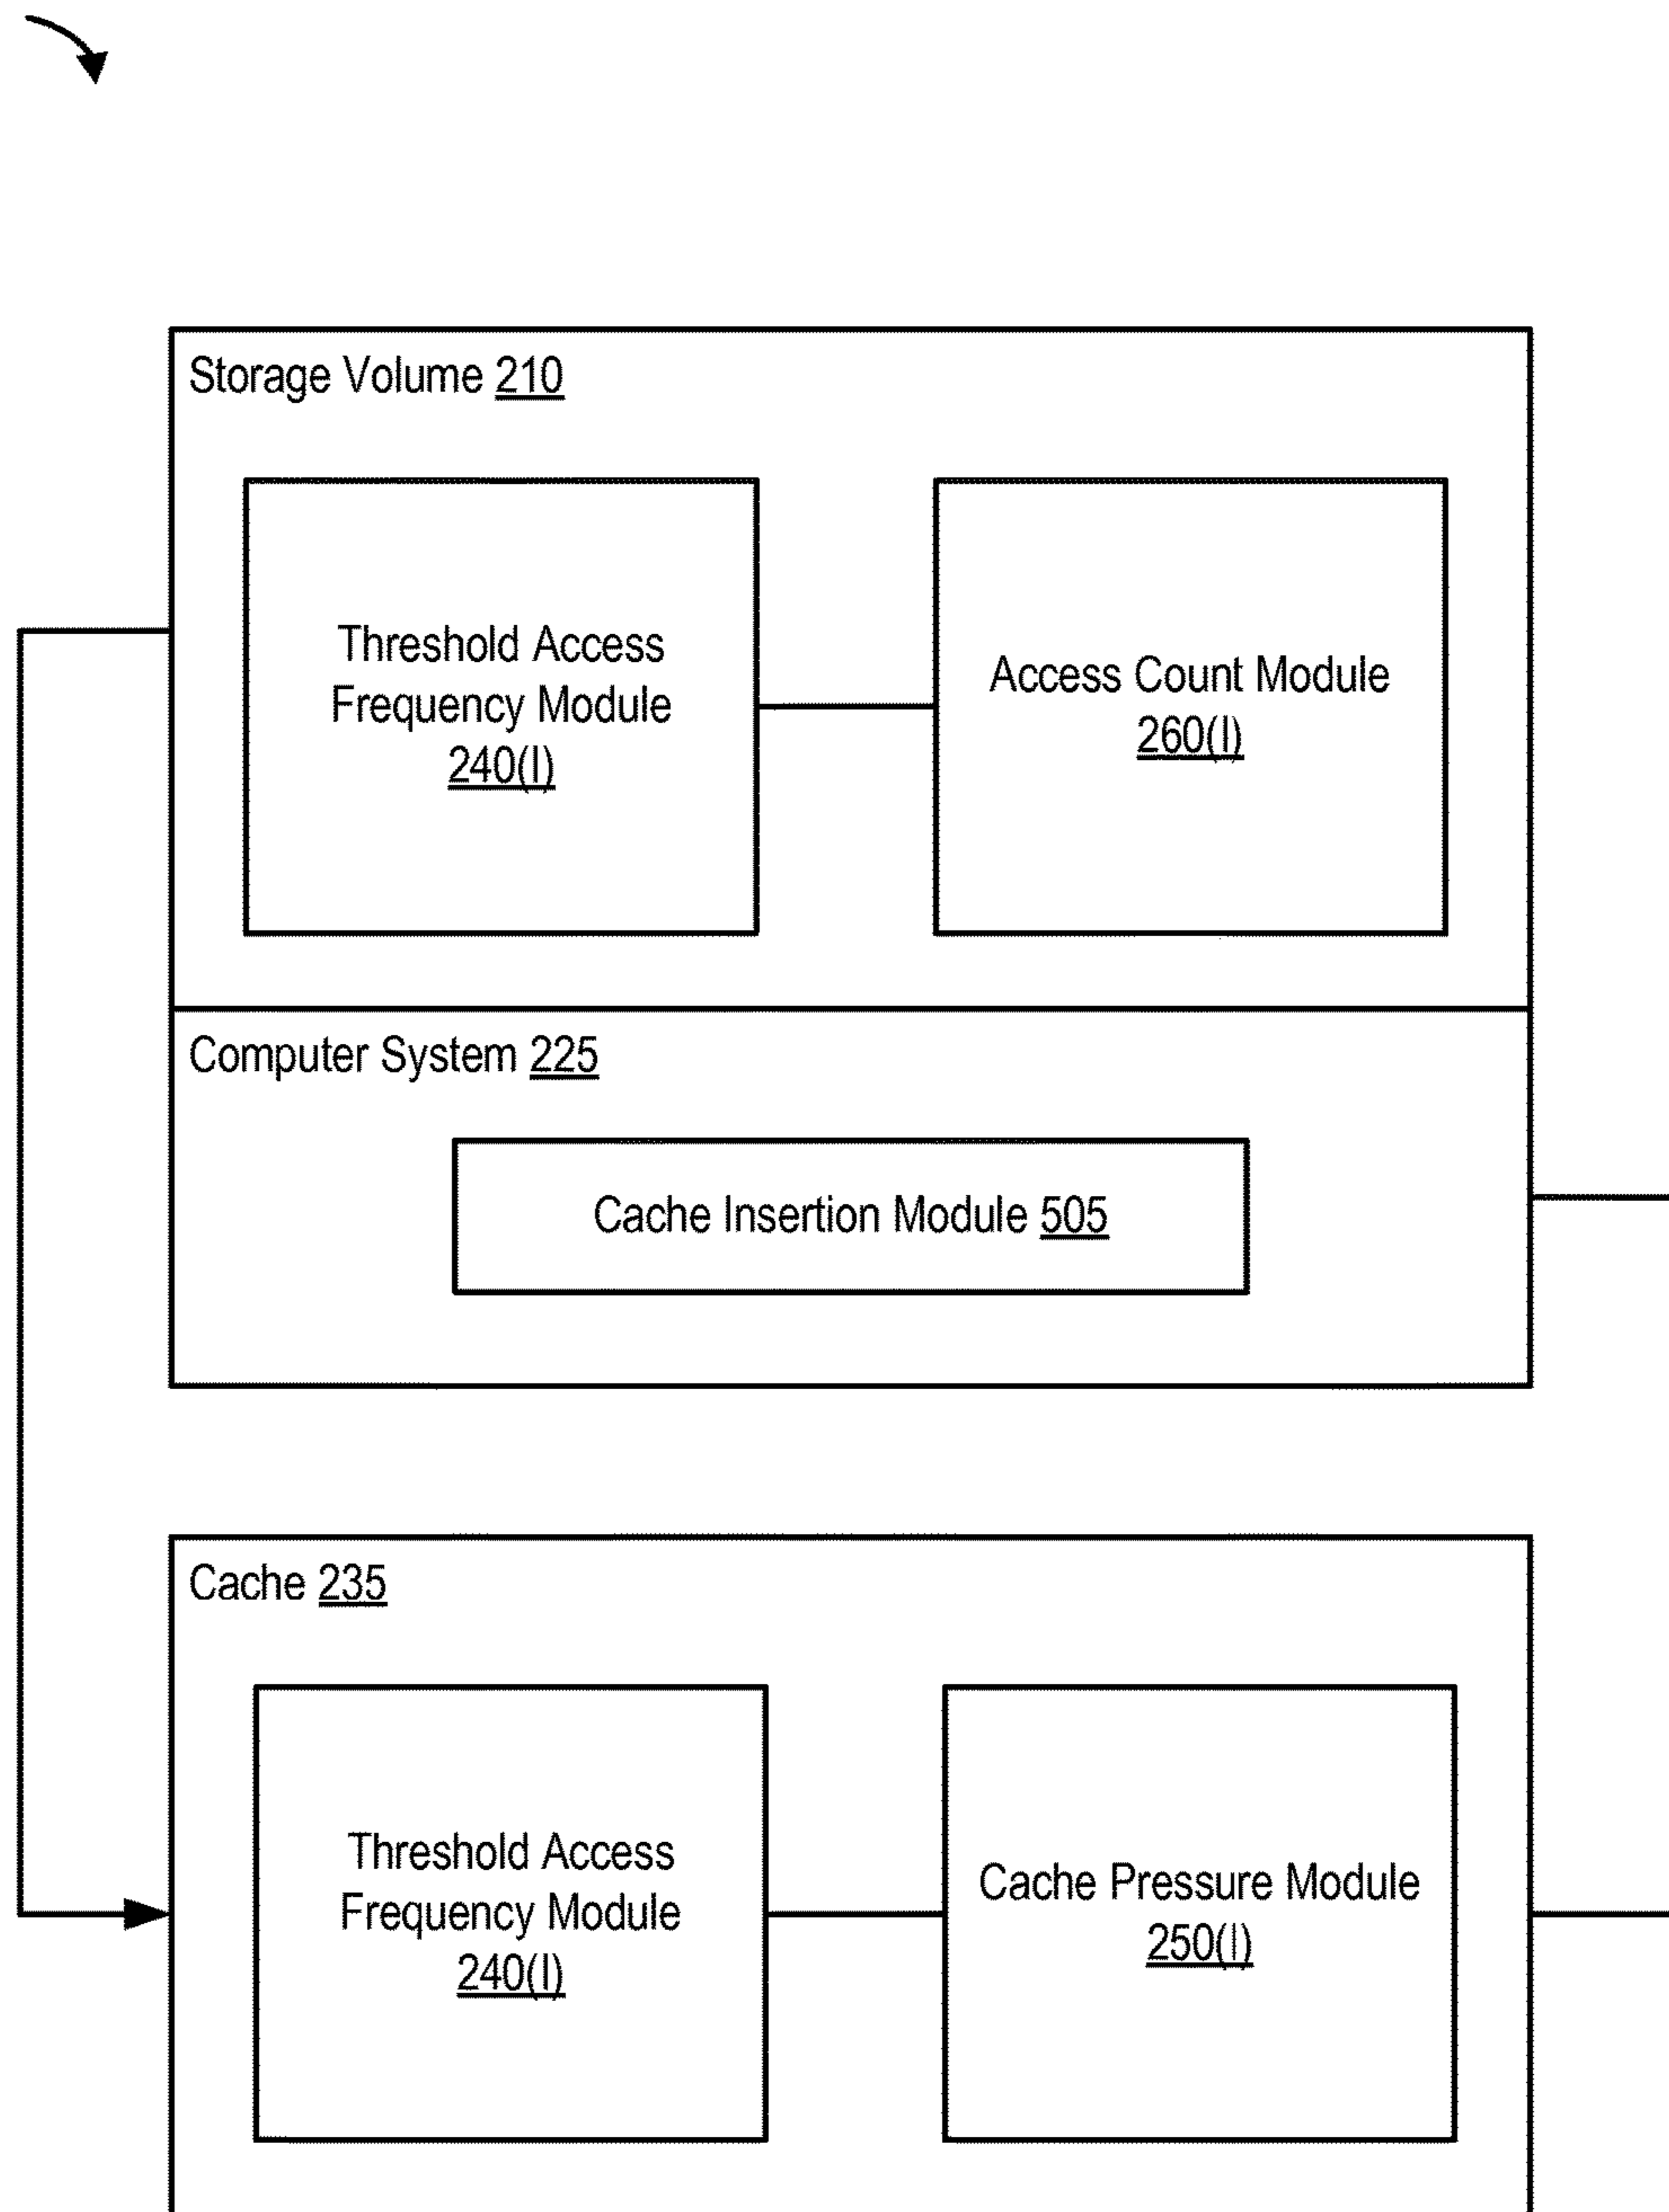 Storage Volume 210
Threshold Access
Frequency Module
240(I)
Access Count Module
260(I)
Computer System 225
Cache Insertion Module 505
Cache 235
Threshold Access
Frequency Module
240(I)
Cache Pressure Module
250(I)